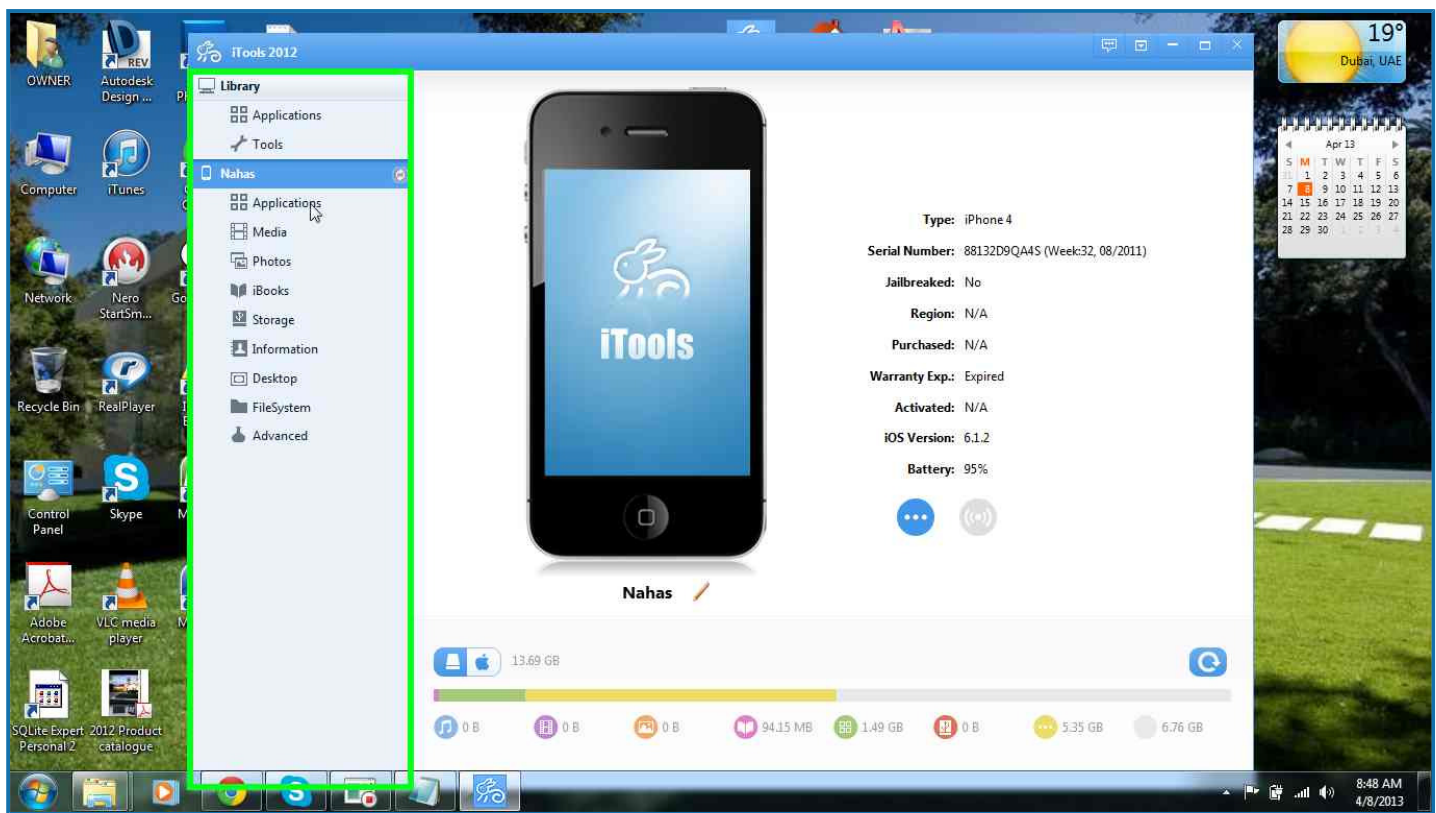 iTools 2012
Library
Applications
Tools
Nahas
Applications
Media
Photos
iBooks
Storage
Information
Desktop
FileSystem
Advanced
iTools
Nahas
Type: iPhone 4
Serial Number: 88132D9QA4S (Week:32, 08/2011)
Jailbreaked: No
Region: N/A
Purchased: N/A
Warranty Exp.: Expired
Activated: N/A
iOS Version: 6.1.2
Battery: 95%
13.69 GB
0 B
0 B
0 B
94.15 MB
1.49 GB
0 B
5.35 GB
6.76 GB
OWNER
REV
Autodesk
Design ...
Computer
iTunes
Network
Nero
StartSm...
Recycle Bin
RealPlayer
Control
Panel
Skype
Adobe
Acrobat...
VLC media
player
SQLite Expert
Personal 2
2012 Product
catalogue
19°
Dubai, UAE
Apr 13
S M T W T F S
31 1 2 3 4 5 6
7 8 9 10 11 12 13
14 15 16 17 18 19 20
21 22 23 24 25 26 27
28 29 30 1 2 3 4
8:48 AM
4/8/2013